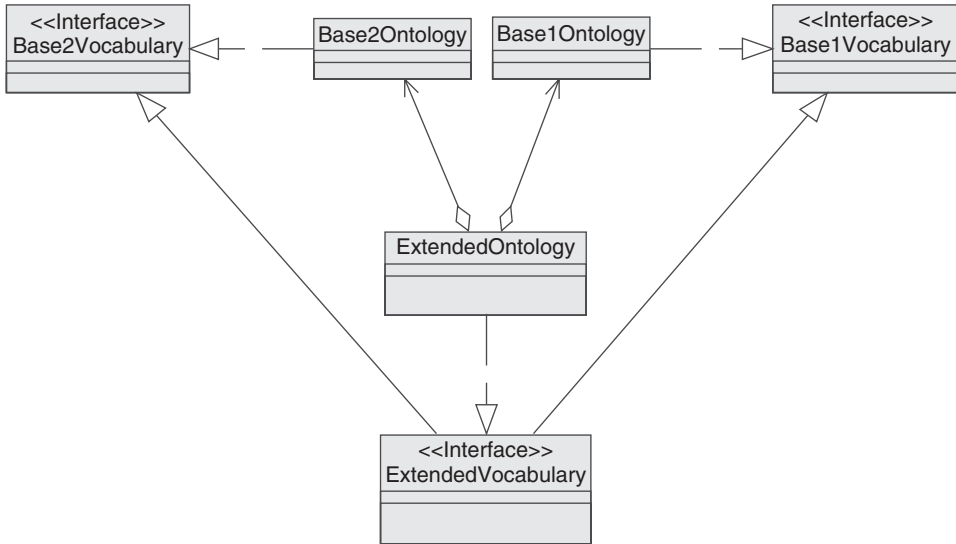 <<Interface>>
Base2Vocabulary
Base2Ontology
Base1Ontology
<<Interface>>
Base1Vocabulary
ExtendedOntology
<<Interface>>
ExtendedVocabulary